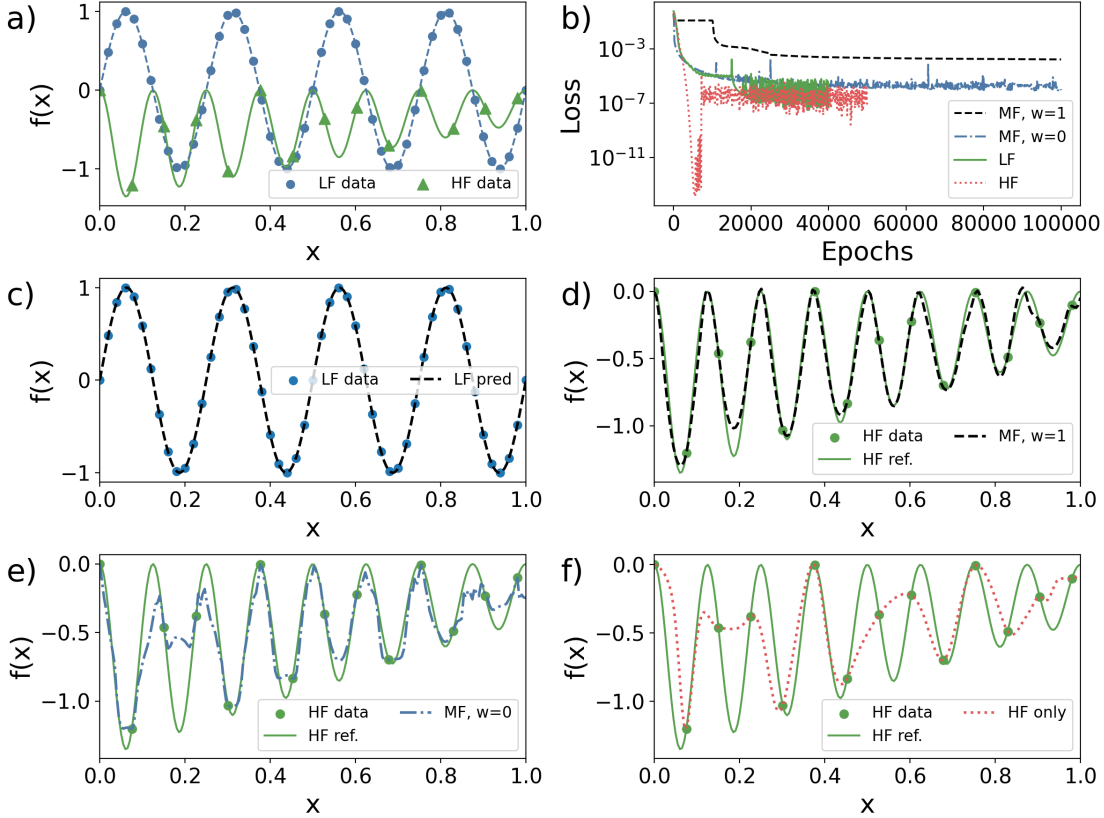 a)
f(x)
1
0
−1
LF data
HF data
0.0 0.2 0.4 0.6 0.8 1.0
x
b)
Loss
10−3
10−7
10−11
MF, w=1
MF, w=0
LF
HF
0 20000 40000 60000 80000 100000
Epochs
c)
f(x)
1
0
−1
LF data
LF pred
0.0 0.2 0.4 0.6 0.8 1.0
x
d)
f(x)
0.0
−0.5
−1.0
HF data
MF, w=1
HF ref.
0.0 0.2 0.4 0.6 0.8 1.0
x
e)
f(x)
0.0
−0.5
−1.0
HF data
MF, w=0
HF ref.
0.0 0.2 0.4 0.6 0.8 1.0
x
f)
f(x)
0.0
−0.5
−1.0
HF data
HF only
HF ref.
0.0 0.2 0.4 0.6 0.8 1.0
x